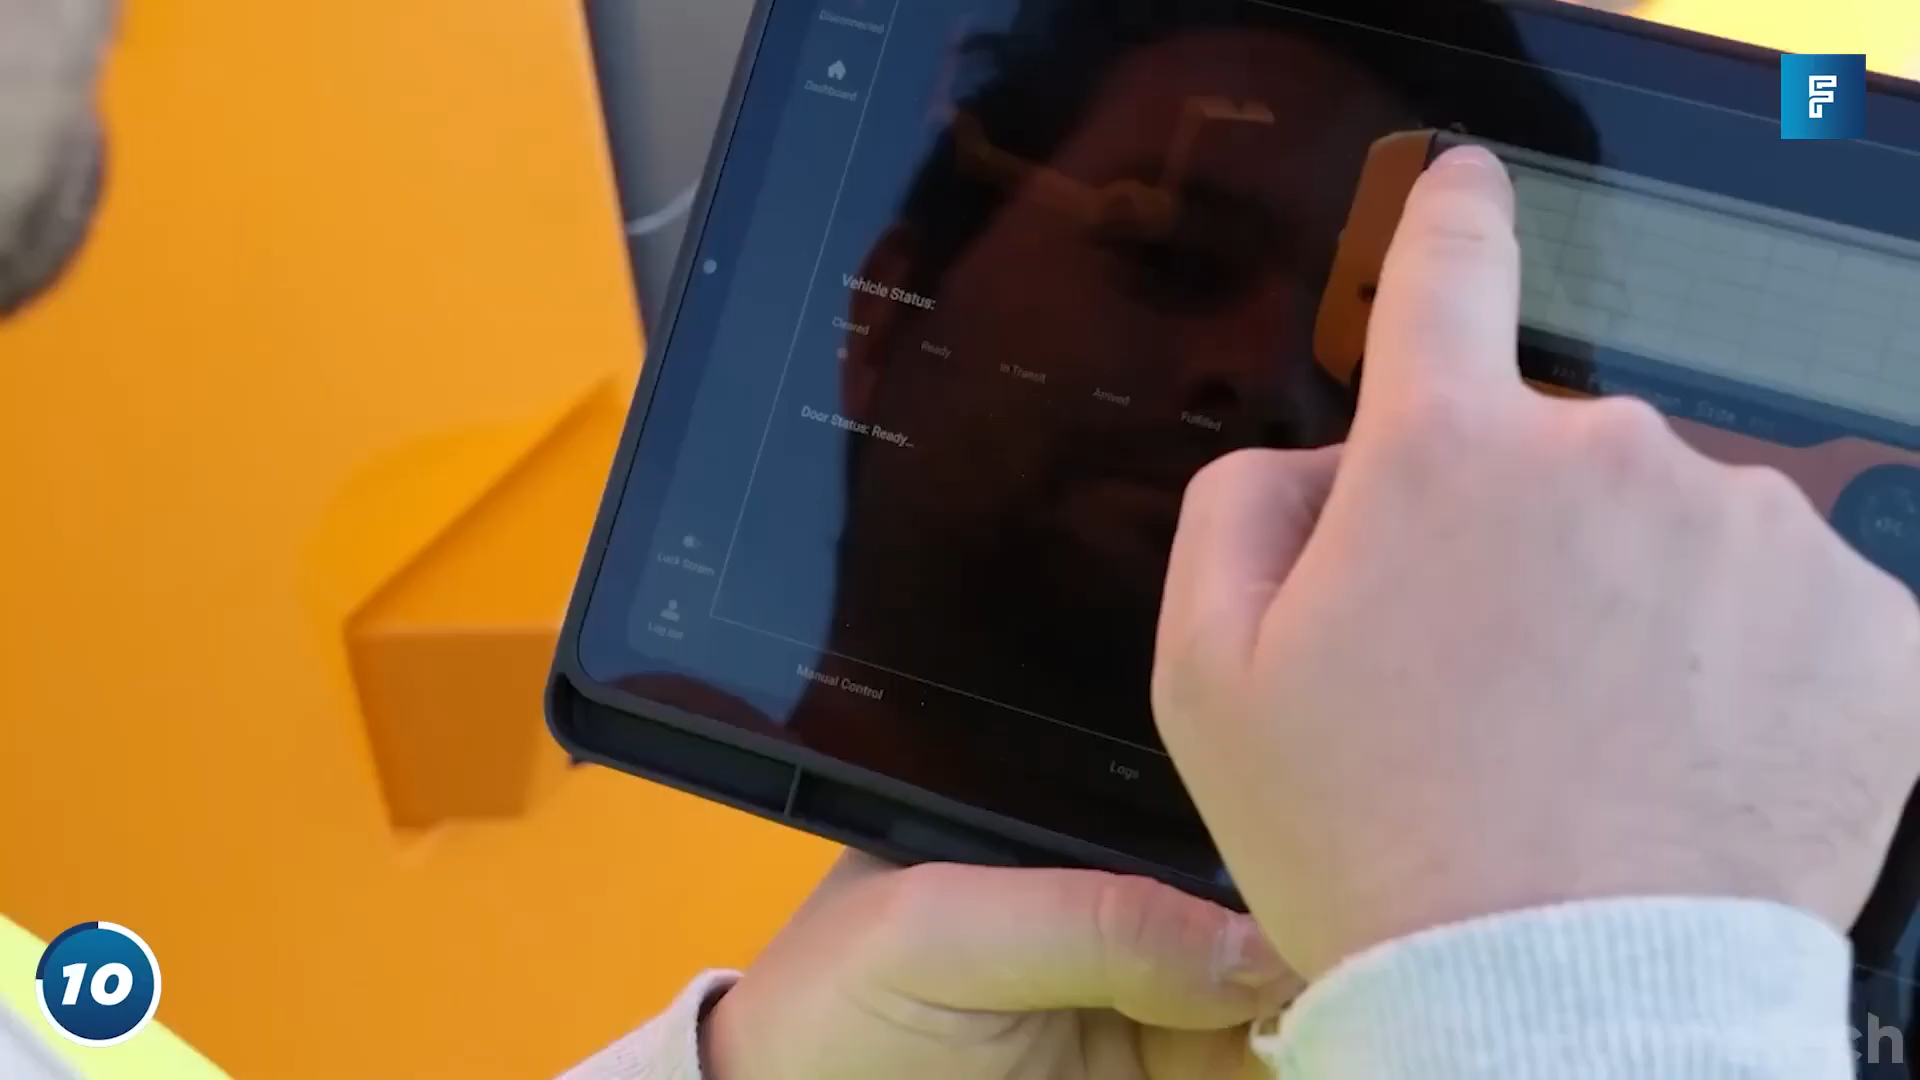 Disconnected
Dashboard
Vehicle Status:
Cleared
Ready
In Transit
Arrived
Fulfilled
Door Status: Ready...
Lock Screen
Log out
Manual Control
Logs
Side
10